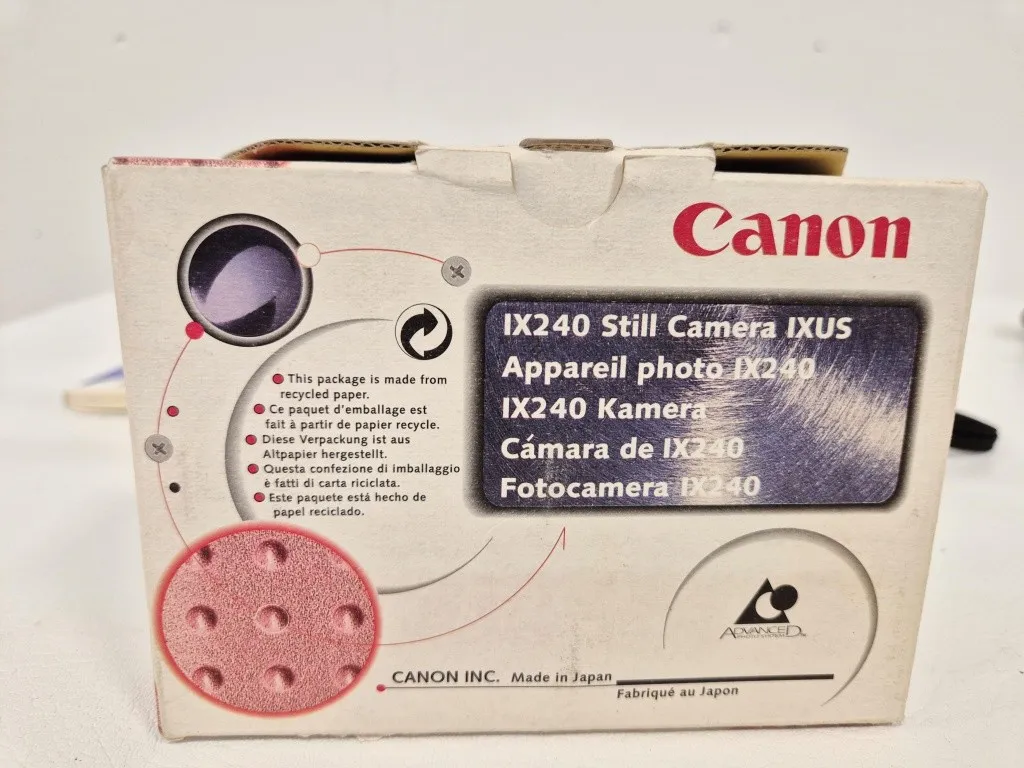 Canon
IX240 Still Camera IXUS
Appareil photo IX240
IX240 Kamera
Cámara de IX240
Fotocamera IX240
This package is made from
recycled paper.
Ce paquet d'emballage est
fait à partir de papier recycle.
Diese Verpackung ist aus
Altpapier hergestellt.
Questa confezione di imballaggio
è fatti di carta riciclata.
Este paquete está hecho de
papel reciclado.
ADVANCED
PHOTO SYSTEM
CANON INC. Made in Japan
Fabriqué au Japon